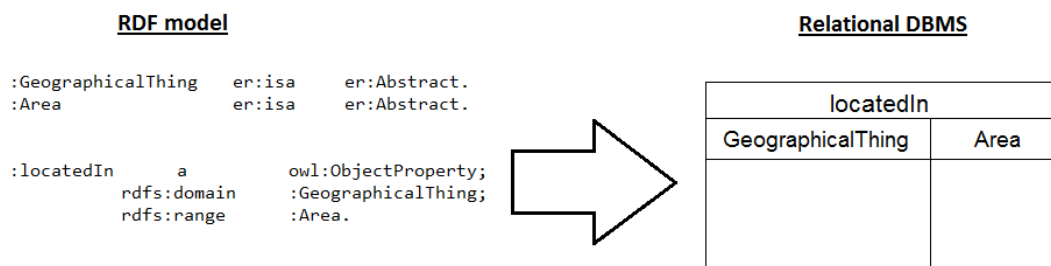 RDF model
:GeographicalThing er:isa er:Abstract.
:Area er:isa er:Abstract.
:locatedIn a owl:ObjectProperty;
rdfs:domain :GeographicalThing;
rdfs:range :Area.
Relational DBMS
locatedIn
GeographicalThing Area